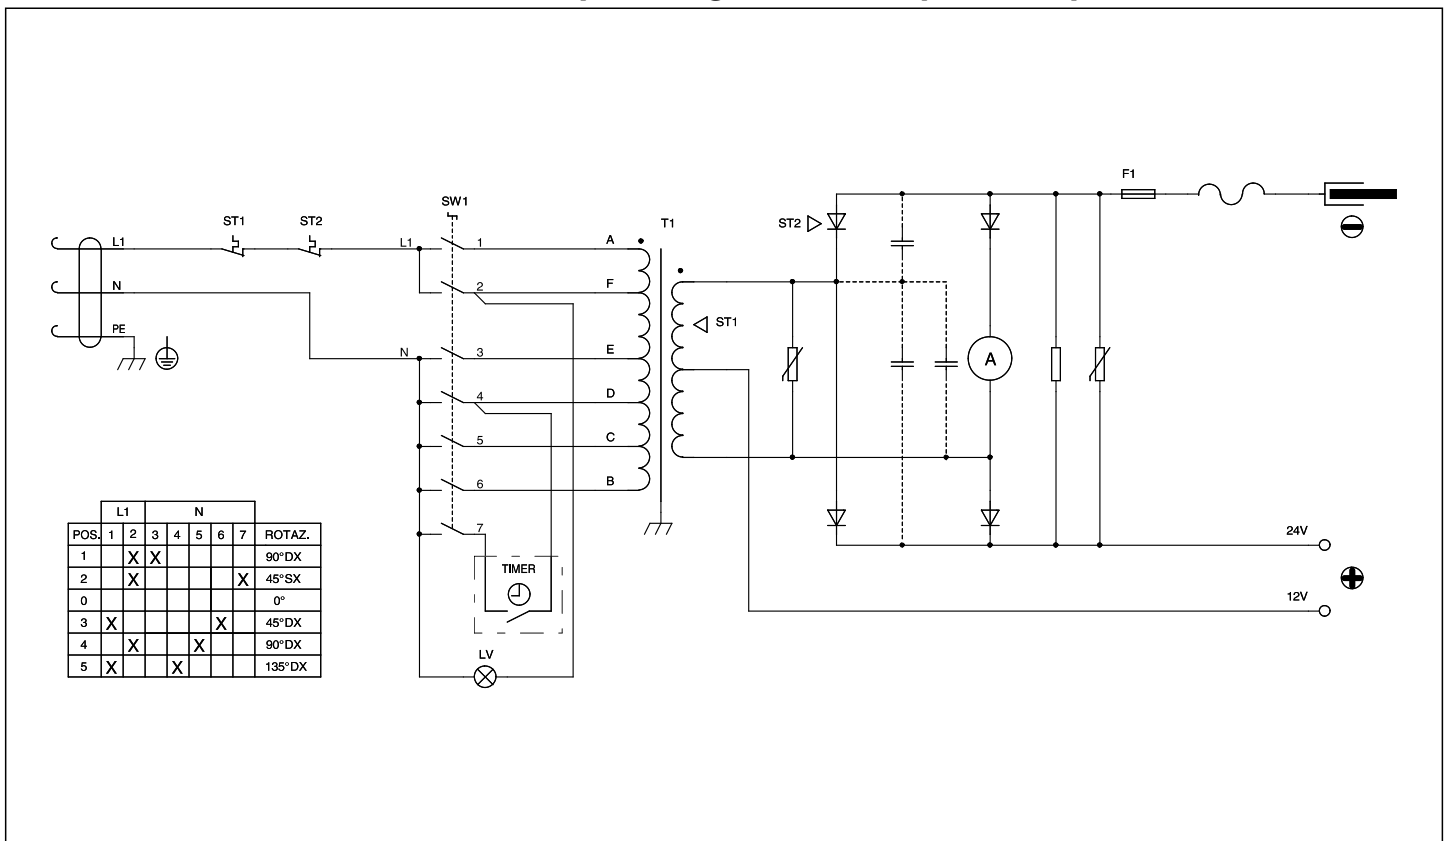 F1
SW1
ST1
ST2
T1
ST2
L1
L1
1
A
N
2
F
ST1
PE
N
3
E
A
4
D
5
C
6
B
7
TIMER
LV
24V
12V
L1 N
POS. 1 2 3 4 5 6 7 ROTAZ.
1 X X 90°DX
2 X X 45°SX
0 0°
3 X X 45°DX
4 X X 90°DX
5 X X 135°DX